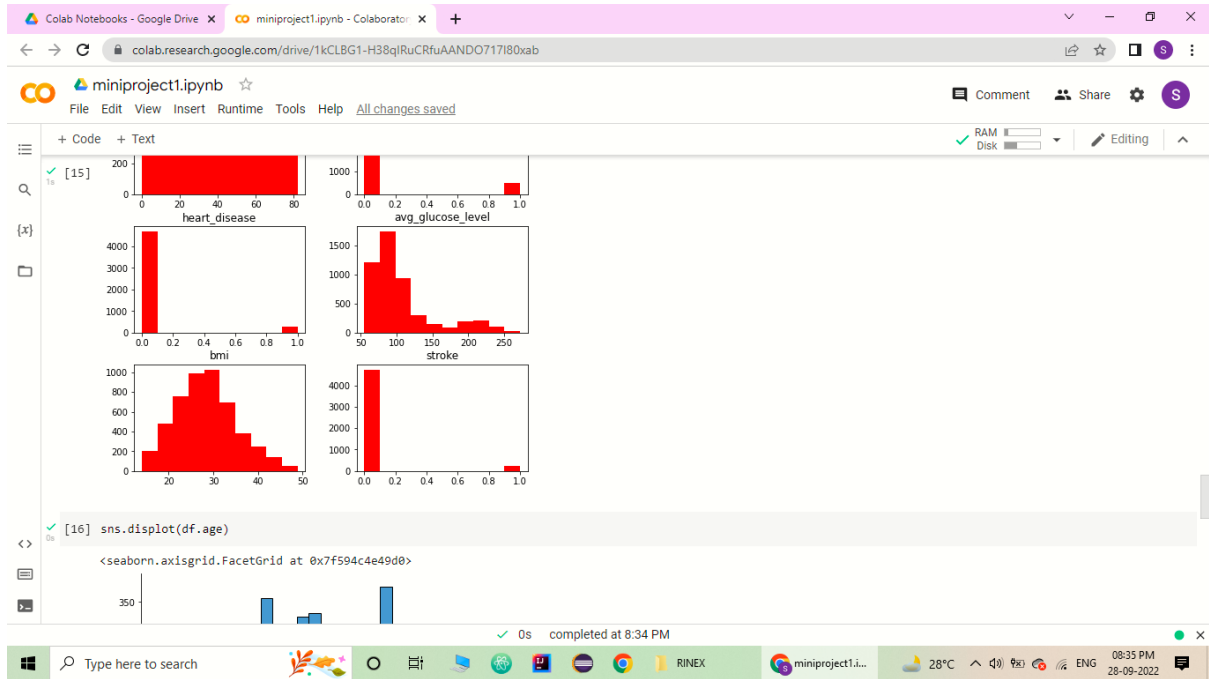 Colab Notebooks - Google Drive
miniproject1.ipynb - Colaborator
colab.research.google.com/drive/1kCLBG1-H38qlRuCRfuAANDO717I80xab
S
miniproject1.ipynb
File Edit View Insert Runtime Tools Help All changes saved
Comment Share S
+ Code + Text
RAM
Disk
Editing
[15]
1s
200
0
0 20 40 60 80
1000
0
0.0 0.2 0.4 0.6 0.8 1.0
heart_disease
4000
3000
2000
1000
0
0.0 0.2 0.4 0.6 0.8 1.0
avg_glucose_level
1500
1000
500
0
50 100 150 200 250
bmi
1000
800
600
400
200
0
20 30 40 50
stroke
4000
3000
2000
1000
0
0.0 0.2 0.4 0.6 0.8 1.0
{x}
[16] sns.displot(df.age)
0s
<seaborn.axisgrid.FacetGrid at 0x7f594c4e49d0>
350
0s completed at 8:34 PM
Type here to search
RINEX
miniproject1.i...
28°C
ENG
08:35 PM
28-09-2022